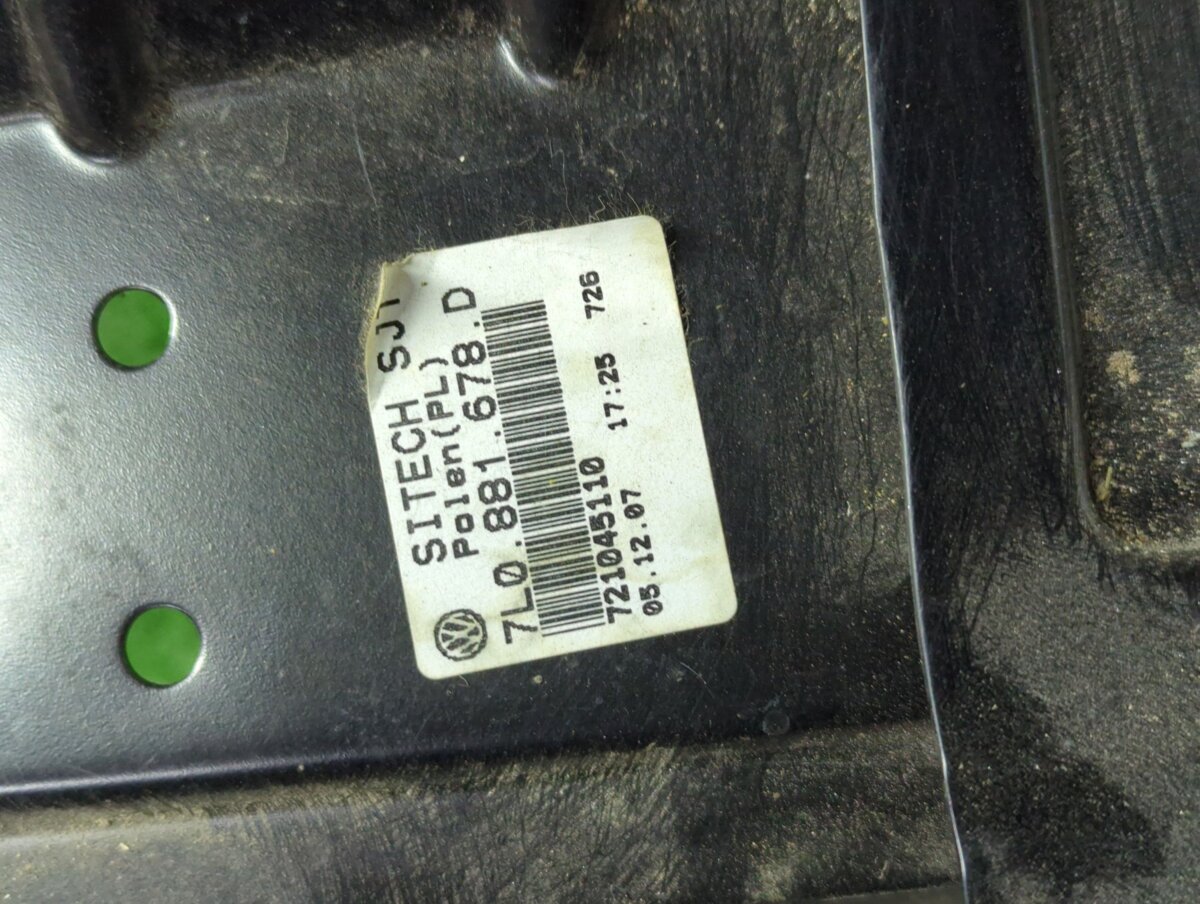 SITECH SJ1
Polen(PL)
7L0.881.678.D
721045110
05.12.07 17:25 726